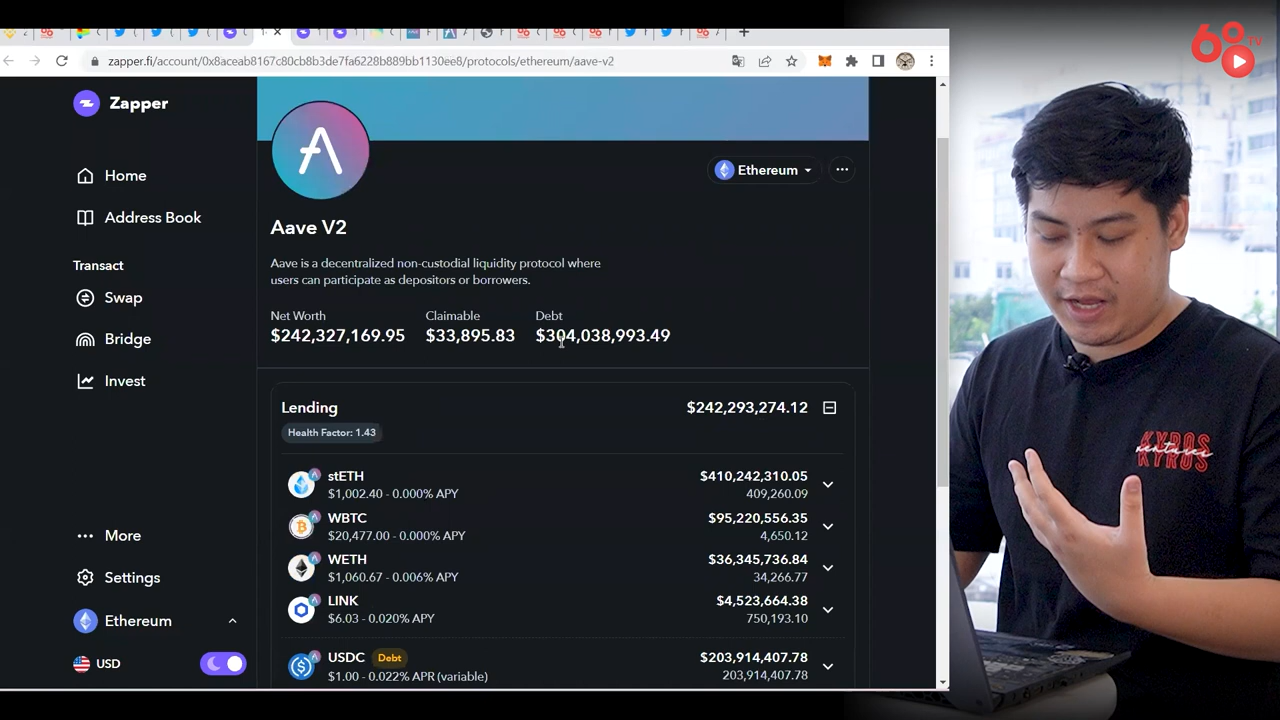 zapper.fi/account/0x8aceab8167c80cb8b3de7fa6228b889bb1130ee8/protocols/ethereum/aave-v2
60 TV
Zapper
Home
Address Book
Transact
Swap
Bridge
Invest
More
Settings
Ethereum
USD
Ethereum
Aave V2
Aave is a decentralized non-custodial liquidity protocol where
users can participate as depositors or borrowers.
Net Worth Claimable Debt
$242,327,169.95 $33,895.83 $304,038,993.49
Lending $242,293,274.12
Health Factor: 1.43
stETH $410,242,310.05
$1,002.40 - 0.000% APY 409,260.09
WBTC $95,220,556.35
$20,477.00 - 0.000% APY 4,650.12
WETH $36,345,736.84
$1,060.67 - 0.006% APY 34,266.77
LINK $4,523,664.38
$6.03 - 0.020% APY 750,193.10
USDC Debt $203,914,407.78
$1.00 - 0.022% APR (variable) 203,914,407.78
KYROS
ventures
KYROS